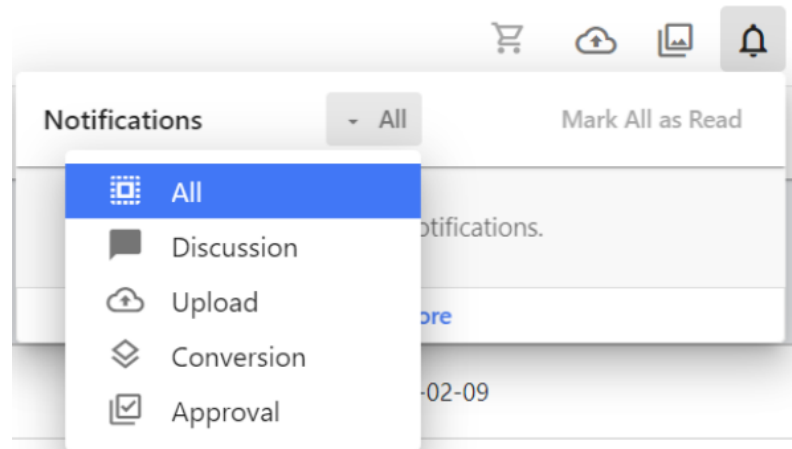 Notifications All Mark All as Read
All
Discussion
otifications.
Upload
ore
Conversion
-02-09
Approval